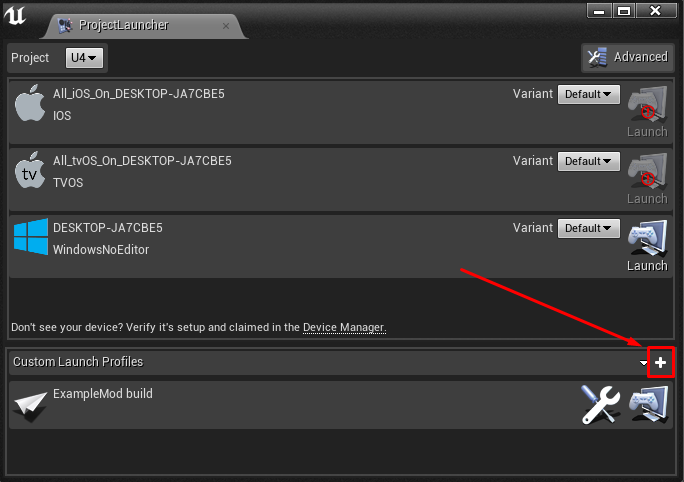 ProjectLauncher
Project U4 Advanced
All_iOS_On_DESKTOP-JA7CBE5 Variant Default
IOS
Launch
All_tvOS_On_DESKTOP-JA7CBE5 Variant Default
tv
TVOS
Launch
DESKTOP-JA7CBE5 Variant Default
WindowsNoEditor
Launch
Don't see your device? Verify it's setup and claimed in the Device Manager.
Custom Launch Profiles
ExampleMod build